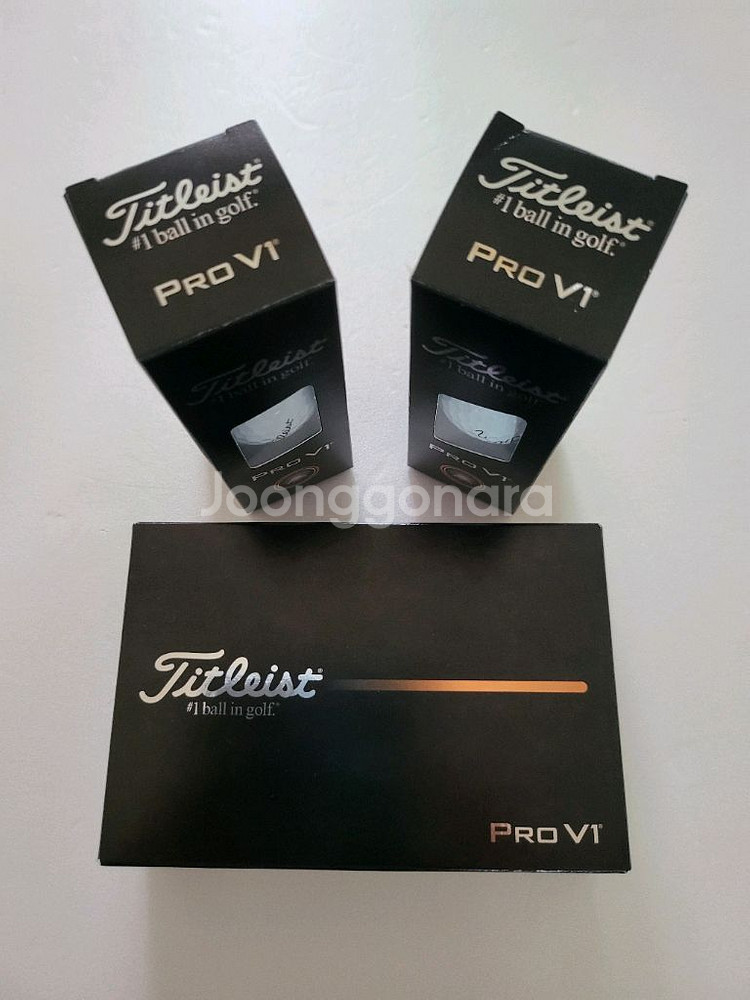 Titleist®
#1 ball in golf.®
PRO V1®
Titleist
#1 ball in golf.
Titleist
PRO V1
Titleist®
#1 ball in golf.®
PRO V1®
Titleist
#1 ball in golf.
PRO V1
Joonggonara
Titleist®
#1 ball in golf.®
PRO V1®